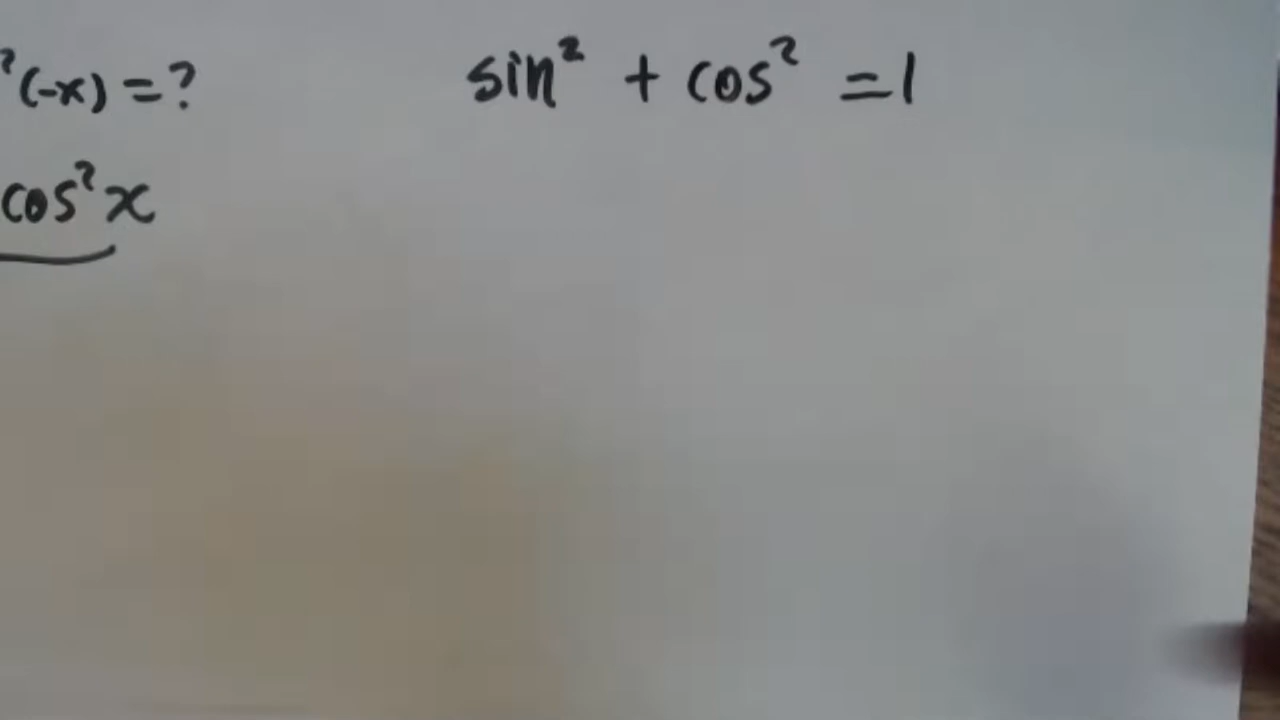 ²(-x) = ? sin² + cos² = 1
cos²x